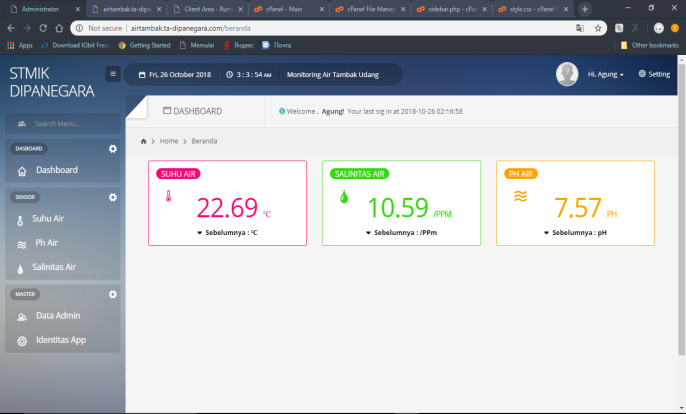 Administrator
airtambak.ta-dipa
Client Area - Rum
cPanel - Main
cPanel File Manag
sidebar.php - cPan
style.css - cPanel
Not secure | airtambak.ta-dipanegara.com/beranda
Apps Download IObit Free Getting Started Memulai Яндекс Почта Other bookmarks
STMIK
DIPANEGARA
Fri, 26 October 2018 3 : 3 : 54 AM Monitoring Air Tambak Udang Hi, Agung Setting
DASHBOARD Welcome , Agung! Your last sig in at 2018-10-26 02:16:58
Search Menu...
Home Beranda
DASBOARD
Dashboard
SENSOR
Suhu Air
Ph Air
Salinitas Air
MASTER
Data Admin
Identitas App
SUHU AIR
22.69 °C
Sebelumnya : °C
SALINITAS AIR
10.59 /PPM
Sebelumnya : /PPm
PH AIR
7.57 PH
Sebelumnya : pH